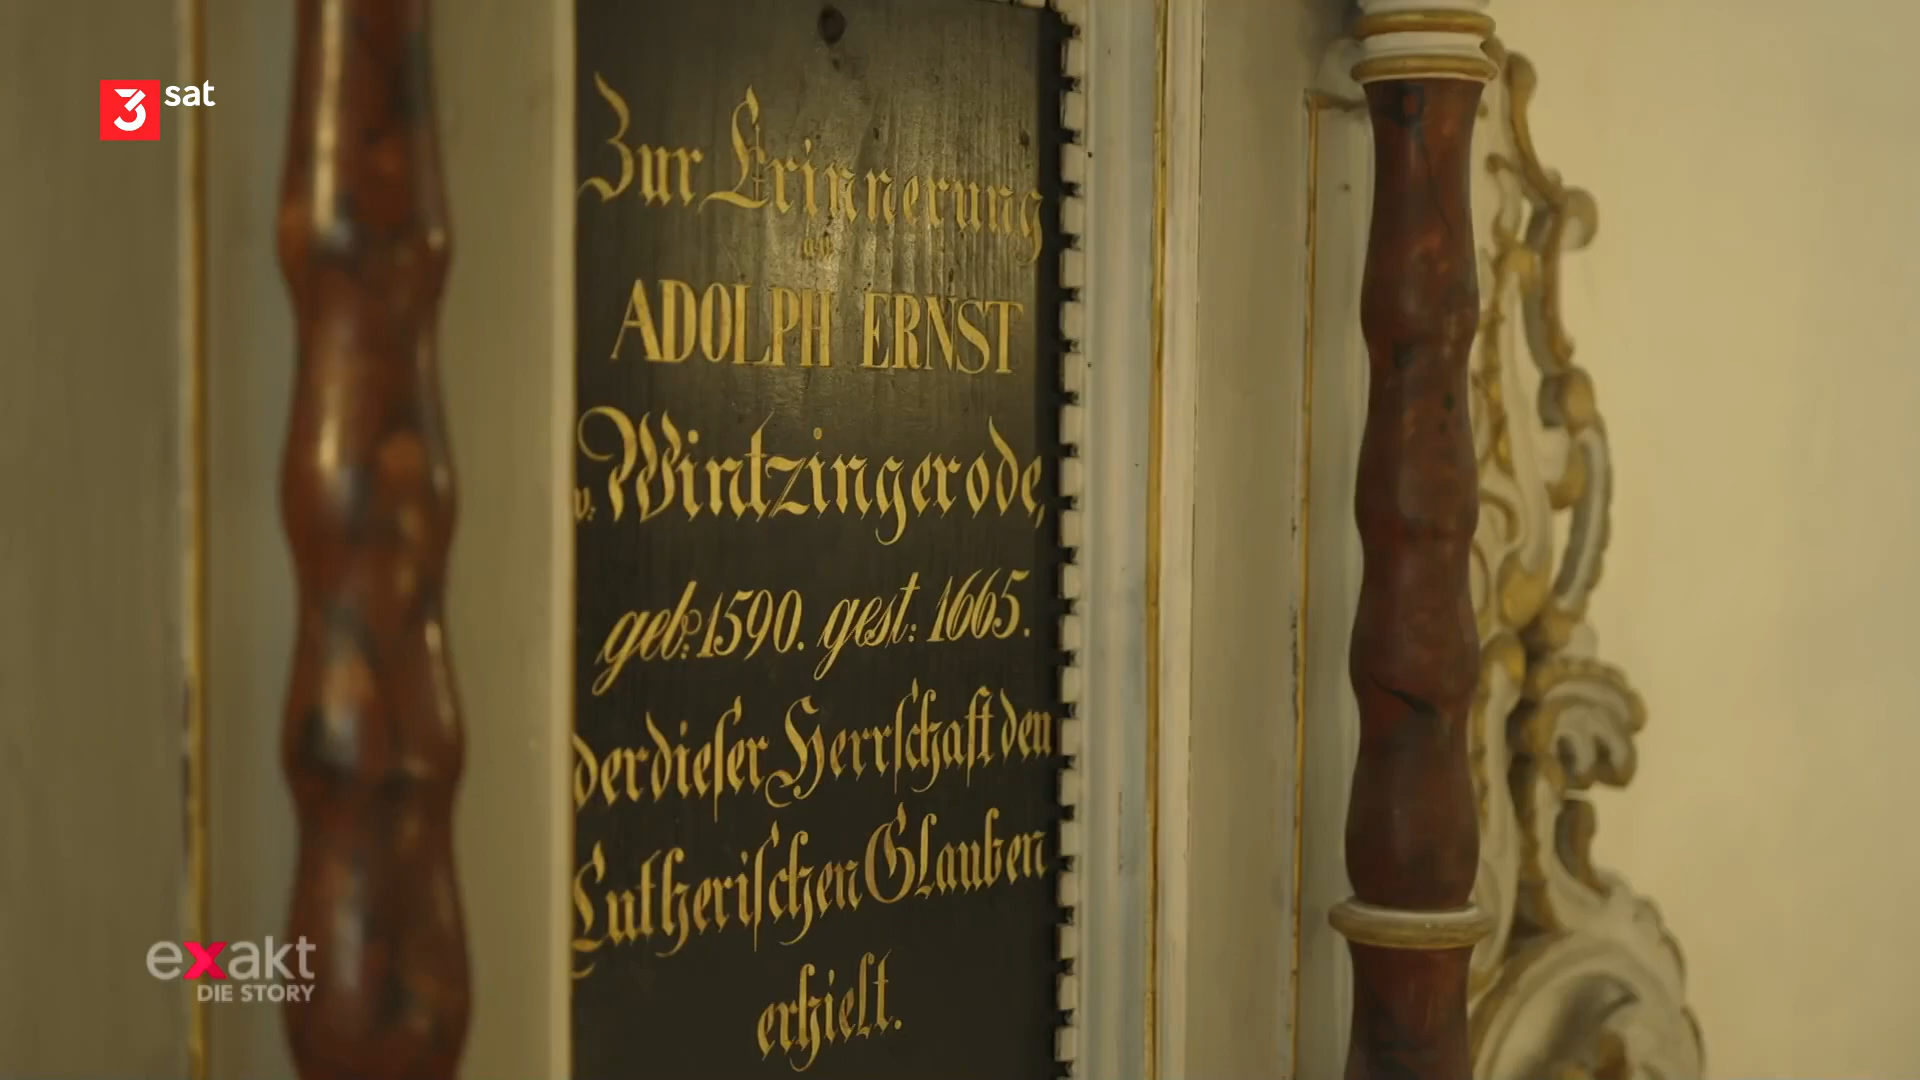 3sat
Zur Erinnerung
an
ADOLPH ERNST
v. Wintzingerode,
geb: 1590. gest: 1665.
der dieser Herrschaft den
Lutherischen Glauben
erhielt.
exakt
DIE STORY